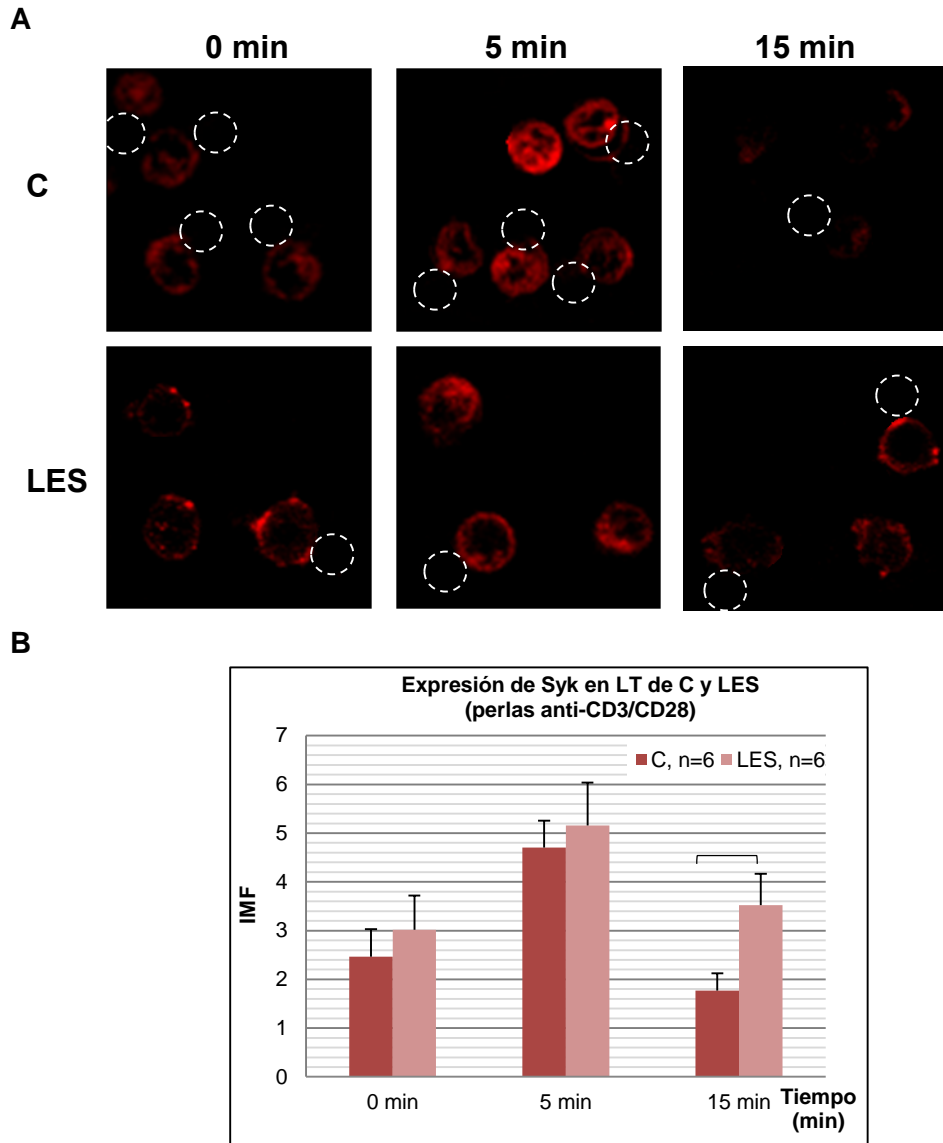 A
0 min 5 min 15 min
C
LES
B
Expresión de Syk en LT de C y LES
(perlas anti-CD3/CD28)
7
6
5
4
3
2
1
0
IMF
C, n=6 LES, n=6
0 min 5 min 15 min
Tiempo
(min)